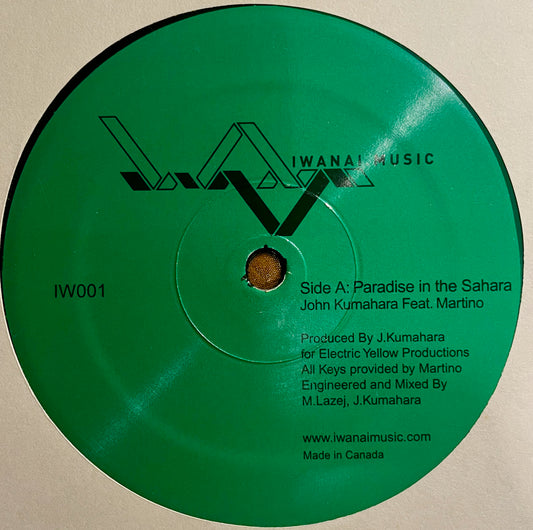 IWANAI MUSIC
IW001
Side A: Paradise in the Sahara
John Kumahara Feat. Martino
Produced By J.Kumahara
for Electric Yellow Productions
All Keys provided by Martino
Engineered and Mixed By
M.Lazej, J.Kumahara
www.iwanaimusic.com
Made in Canada